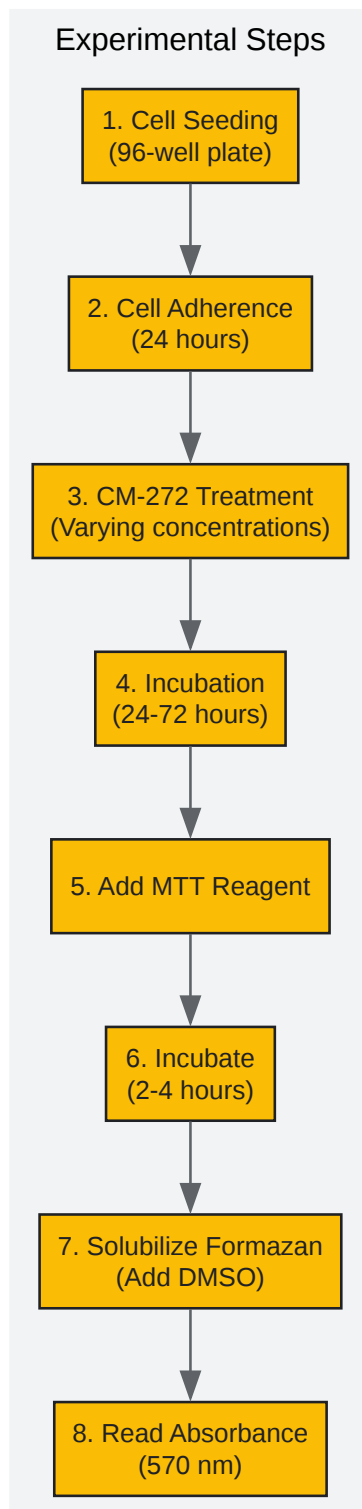 Experimental Steps
1. Cell Seeding
(96-well plate)
2. Cell Adherence
(24 hours)
3. CM-272 Treatment
(Varying concentrations)
4. Incubation
(24-72 hours)
5. Add MTT Reagent
6. Incubate
(2-4 hours)
7. Solubilize Formazan
(Add DMSO)
8. Read Absorbance
(570 nm)